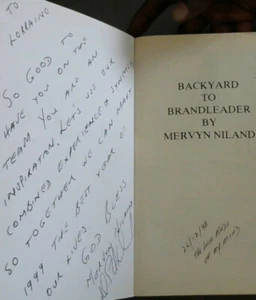 TO
LORRAINE
SO GOOD TO
HAVE YOU ON THE
TEAM. YOU ARE AN
INSPIRATION. LET'S USE OUR
COMBINED EXPERIENCE & SYNERGY
SO TOGETHER WE CAN MAKE
1999 THE BEST YEAR OF
OUR LIVES
GOD BLESS
BACKYARD
TO
BRANDLEADER
BY
MERVYN NILAND